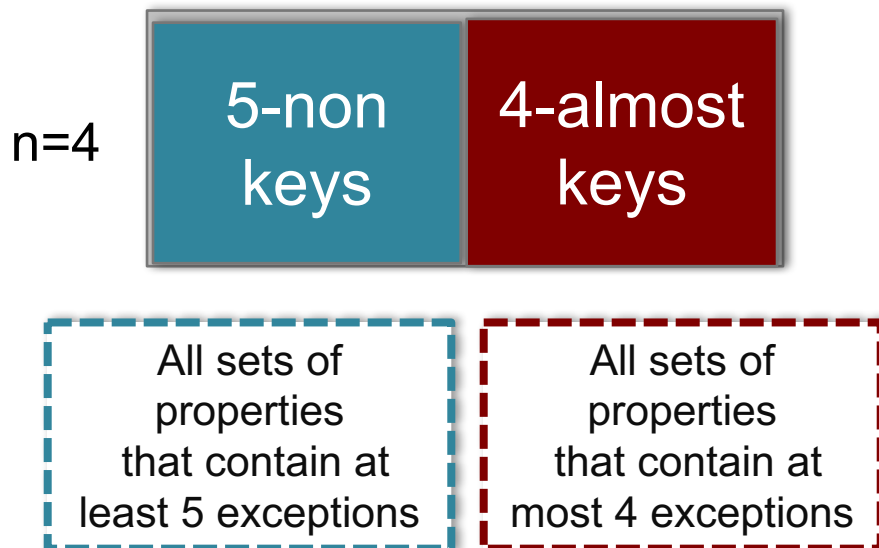 n=4
5-non
keys
4-almost
keys
All sets of
properties
that contain at
least 5 exceptions
All sets of
properties
that contain at
most 4 exceptions